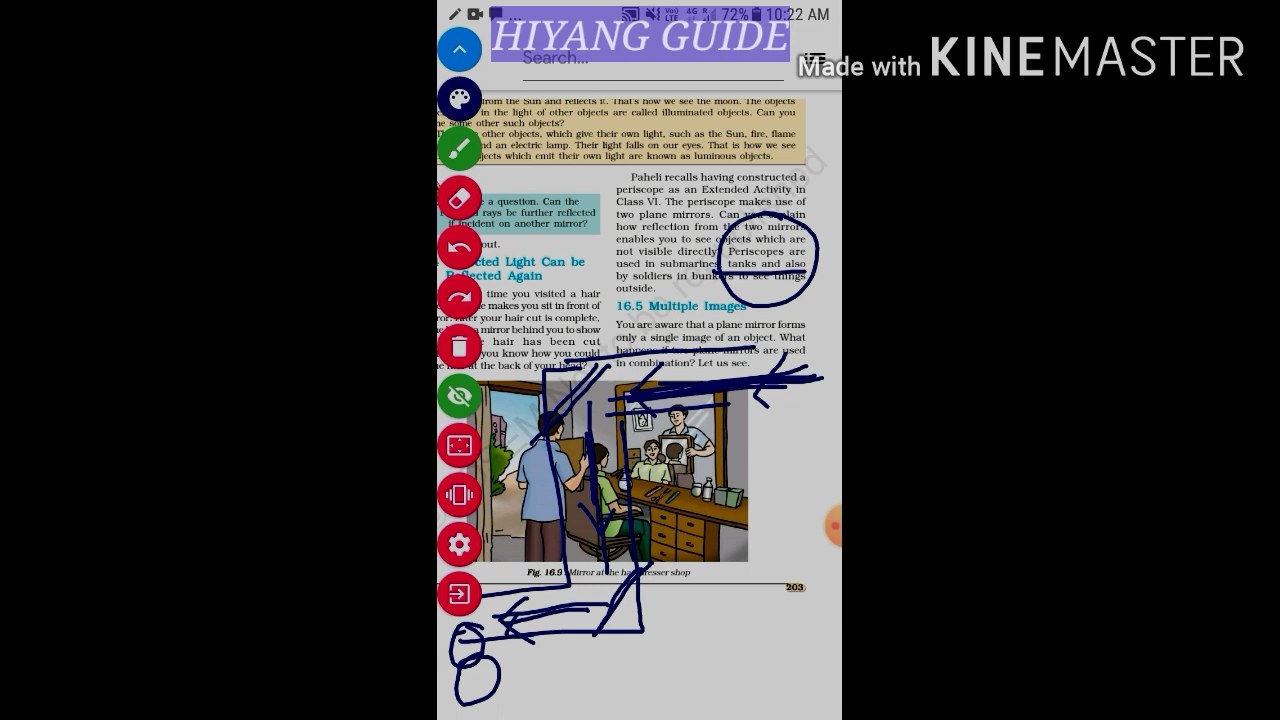 10:22 AM
72%
4G
R
Vo)
LTE
HIYANG GUIDE
Search...
Made with KINEMASTER
from the Sun and reflects it. That's how we see the moon. The objects
in the light of other objects are called illuminated objects. Can you
some other such objects?
other objects, which give their own light, such as the Sun, fire, flame
and an electric lamp. Their light falls on our eyes. That is how we see
which emit their own light are known as luminous objects.
a question. Can the
rays be further reflected
if incident on another mirror?
out.
Light Can be
Reflected Again
time you visited a hair
makes you sit in front of
your hair cut is complete,
a mirror behind you to show
hair has been cut
you know how you could
at the back of your head?
Paheli recalls having constructed a
periscope as an Extended Activity in
Class VI. The periscope makes use of
two plane mirrors. Can you explain
how reflection from the two mirrors
enables you to see objects which are
not visible directly? Periscopes are
used in submarines, tanks and also
by soldiers in bunkers to see things
outside.
16.5 Multiple Images
You are aware that a plane mirror forms
only a single image of an object. What
happens if two plane mirrors are used
in combination? Let us see.
Fig. 16.9 Mirror at the hair dresser shop
203